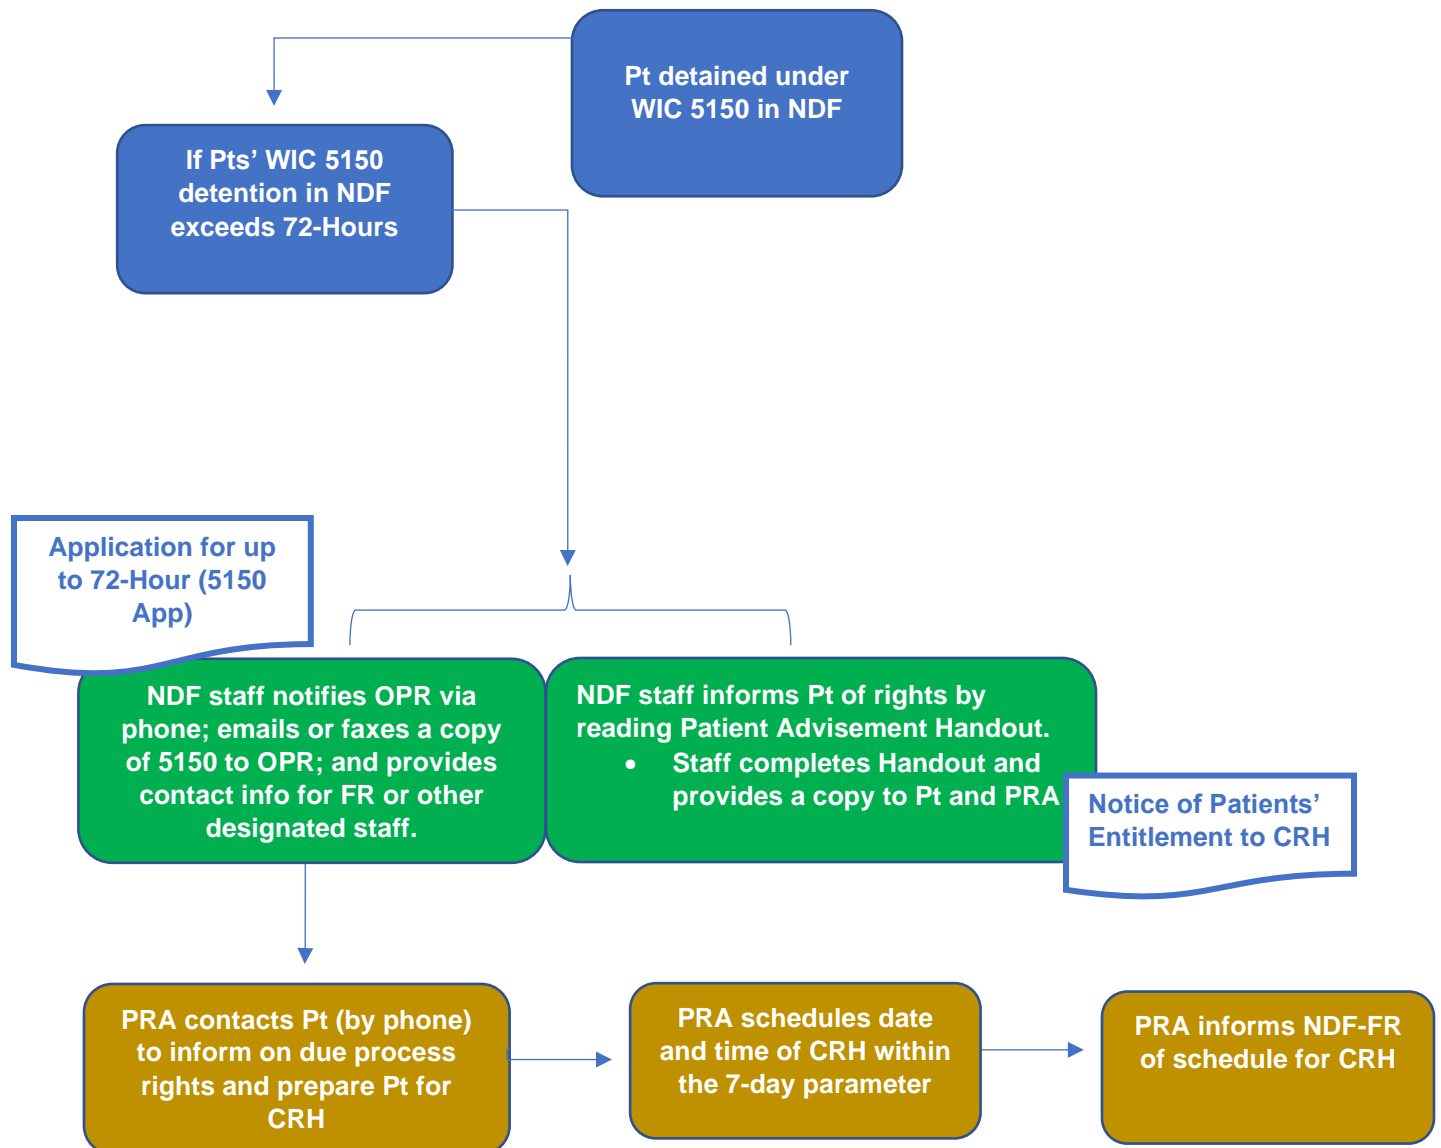 Pt detained under
WIC 5150 in NDF
If Pts’ WIC 5150
detention in NDF
exceeds 72-Hours
Application for up
to 72-Hour (5150
App)
NDF staff notifies OPR via
phone; emails or faxes a copy
of 5150 to OPR; and provides
contact info for FR or other
designated staff.
NDF staff informs Pt of rights by
reading Patient Advisement Handout.
• Staff completes Handout and
provides a copy to Pt and PRA
Notice of Patients’
Entitlement to CRH
PRA contacts Pt (by phone)
to inform on due process
rights and prepare Pt for
CRH
PRA schedules date
and time of CRH within
the 7-day parameter
PRA informs NDF-FR
of schedule for CRH